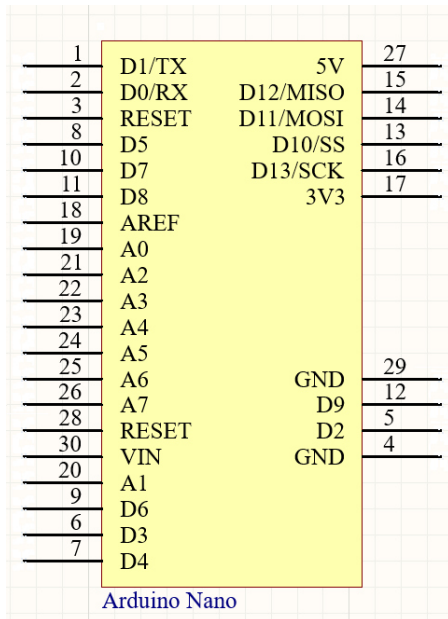 1 D1/TX 5V 27
2 D0/RX D12/MISO 15
3 RESET D11/MOSI 14
8 D5 D10/SS 13
10 D7 D13/SCK 16
11 D8 3V3 17
18 AREF
19 A0
21 A2
22 A3
23 A4
24 A5
25 A6 GND 29
26 A7 D9 12
28 RESET D2 5
30 VIN GND 4
20 A1
9 D6
6 D3
7 D4
Arduino Nano